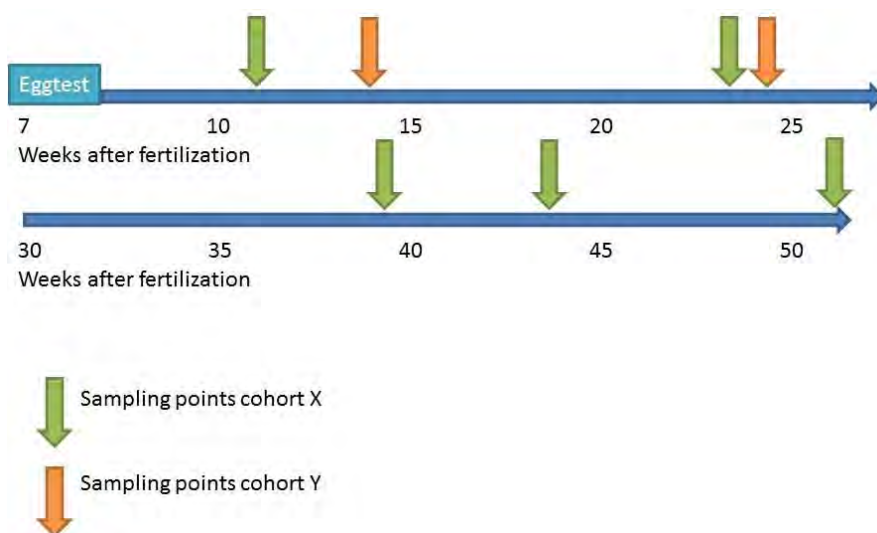 Eggtest
7 10 15 20 25
Weeks after fertilization
30 35 40 45 50
Weeks after fertilization
Sampling points cohort X
Sampling points cohort Y